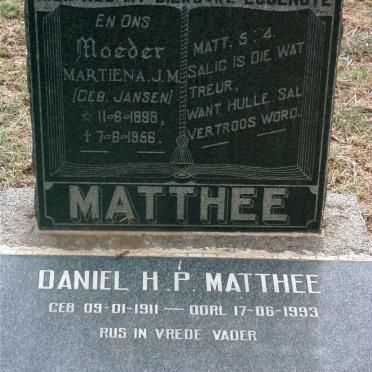 EN ONS
Moeder
MARTIENA. J. M.
(GEB. JANSEN)
☆ 11-6-1898,
† 7-6-1956.
MATT. 5:4.
SALIG IS DIE WAT
TREUR,
WANT HULLE SAL
VERTROOS WORD.
MATTHEE
DANIEL H. P. MATTHEE
GEB 09-01-1911 — OORL 17-06-1993
RUS IN VREDE VADER